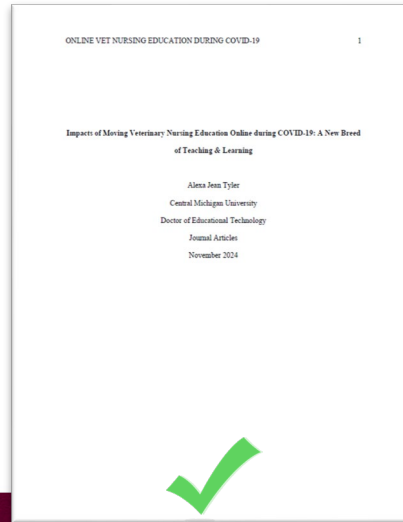 ONLINE VET NURSING EDUCATION DURING COVID-19 1
Impacts of Moving Veterinary Nursing Education Online during COVID-19: A New Breed
of Teaching & Learning
Alexa Jean Tyler
Central Michigan University
Doctor of Educational Technology
Journal Articles
November 2024